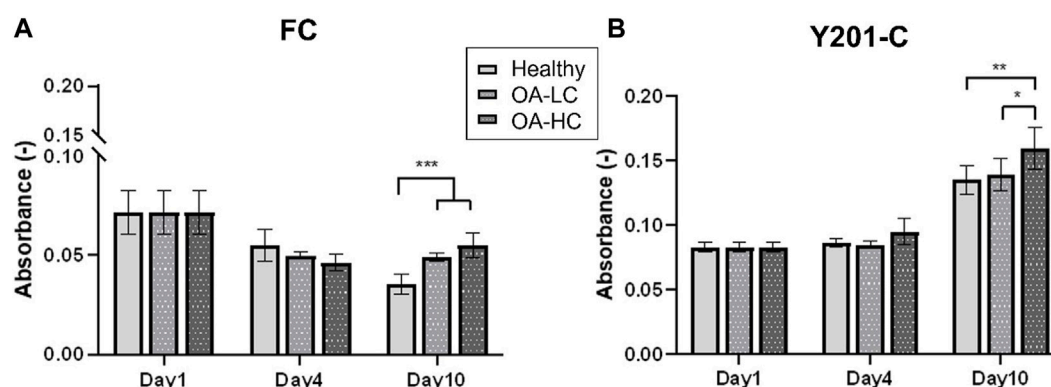 A
FC
Absorbance (-)
0.20
0.15
0.10
0.05
0.00
***
Day1 Day4 Day10
Healthy
OA-LC
OA-HC
B
Y201-C
Absorbance (-)
0.20
0.15
0.10
0.05
0.00
**
*
Day1 Day4 Day10